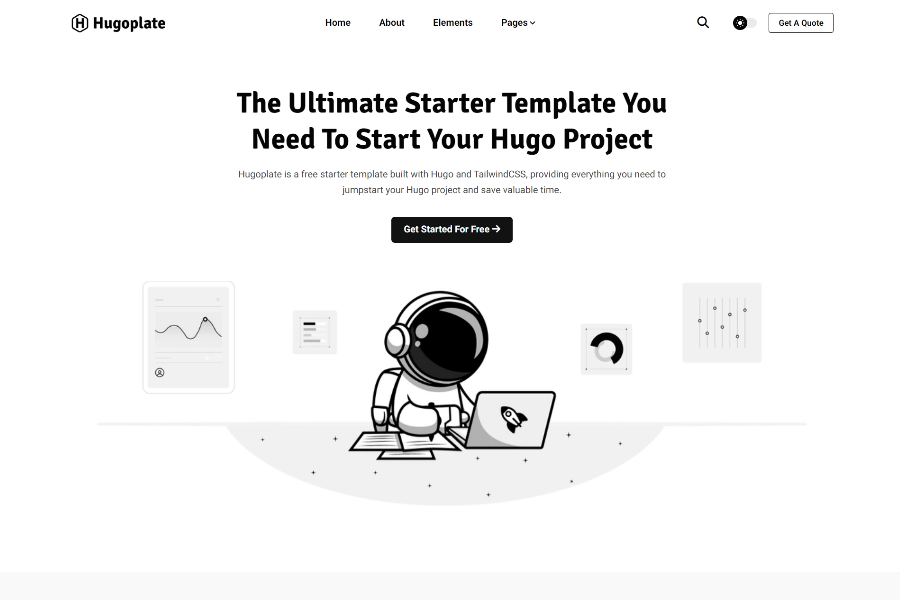 Hugoplate
Home
About
Elements
Pages
Get A Quote
The Ultimate Starter Template You
Need To Start Your Hugo Project
Hugoplate is a free starter template built with Hugo and TailwindCSS, providing everything you need to
jumpstart your Hugo project and save valuable time.
Get Started For Free